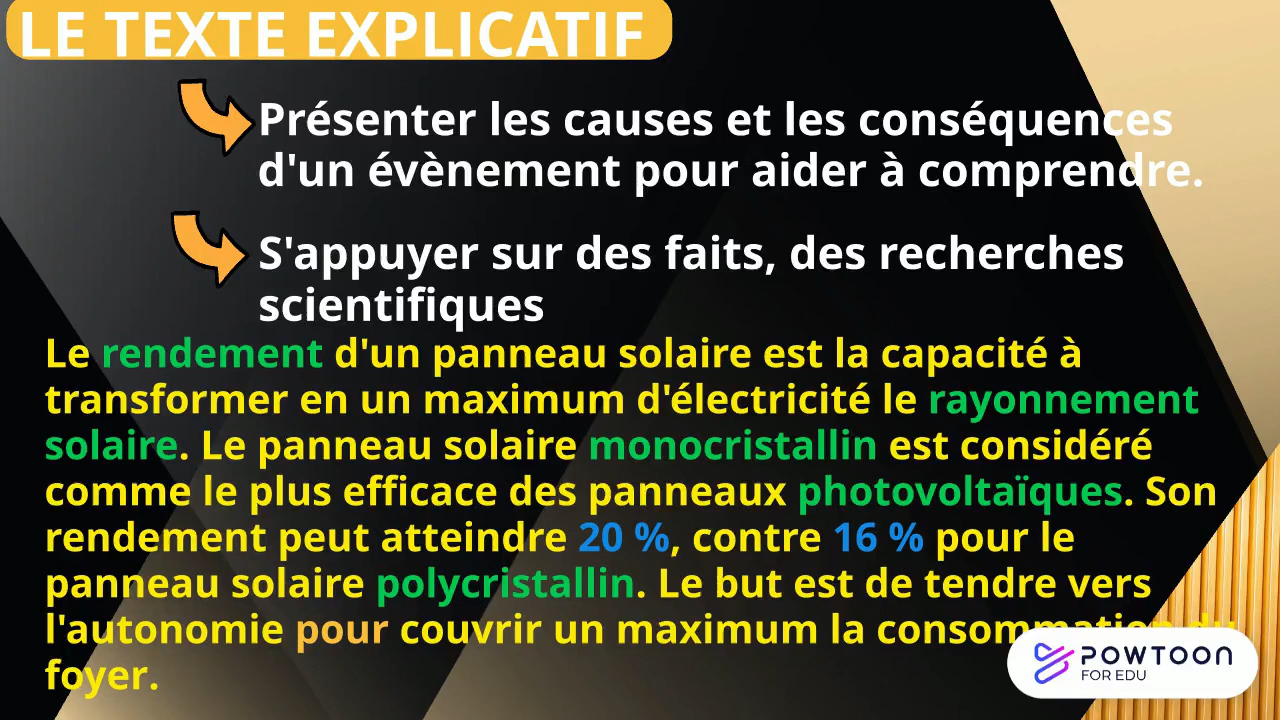 LE TEXTE EXPLICATIF
Présenter les causes et les conséquences
d'un évènement pour aider à comprendre.
S'appuyer sur des faits, des recherches
scientifiques
Le rendement d'un panneau solaire est la capacité à
transformer en un maximum d'électricité le rayonnement
solaire. Le panneau solaire monocristallin est considéré
comme le plus efficace des panneaux photovoltaïques. Son
rendement peut atteindre 20 %, contre 16 % pour le
panneau solaire polycristallin. Le but est de tendre vers
l'autonomie pour couvrir un maximum la consommation du
foyer.
POWTOON
FOR EDU